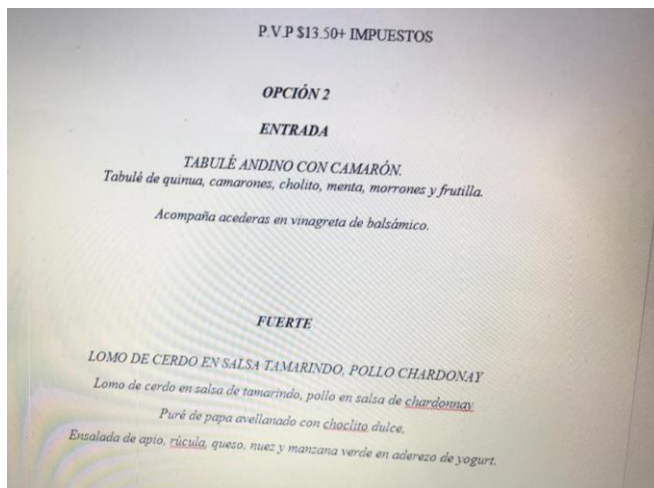 P.V.P $13.50+ IMPUESTOS
OPCIÓN 2
ENTRADA
TABULÉ ANDINO CON CAMARÓN.
Tabulé de quinua, camarones, cholito, menta, morrones y frutilla.
Acompaña acederas en vinagreta de balsámico.
FUERTE
LOMO DE CERDO EN SALSA TAMARINDO, POLLO CHARDONAY
Lomo de cerdo en salsa de tamarindo, pollo en salsa de chardonnay
Puré de papa avellanado con choclito dulce,
Ensalada de apio, rúcula, queso, nuez y manzana verde en aderezo de yogurt.